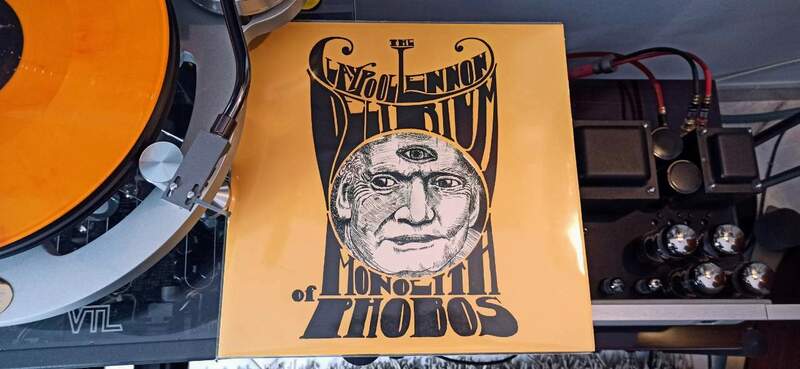 THE
CLAYPOOL LENNON
DELIRIUM
MONOLITH
of PHOBOS
VTL